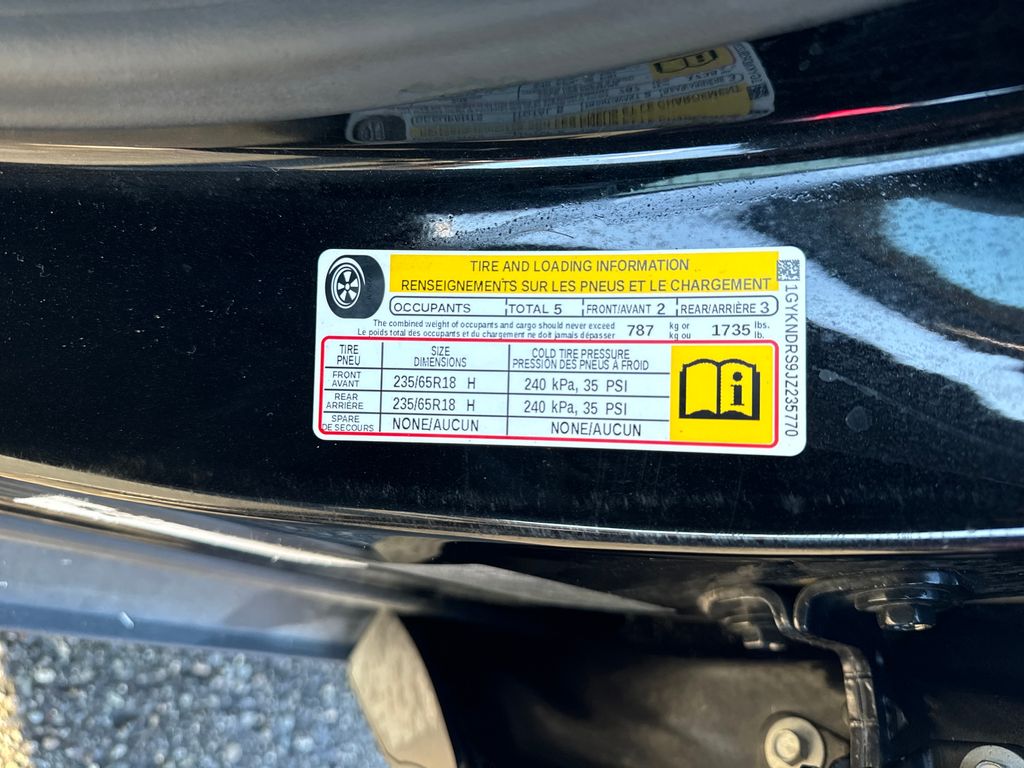 TIRE AND LOADING INFORMATION
RENSEIGNEMENTS SUR LES PNEUS ET LE CHARGEMENT
OCCUPANTS TOTAL 5 FRONT/AVANT 2 REAR/ARRIÈRE 3
The combined weight of occupants and cargo should never exceed 787 kg or 1735 lbs.
Le poids total des occupants et du chargement ne doit jamais dépasser kg ou lb.
TIRE SIZE COLD TIRE PRESSURE
PNEU DIMENSIONS PRESSION DES PNEUS À FROID
FRONT
AVANT 235/65R18 H 240 kPa, 35 PSI
REAR
ARRIÈRE 235/65R18 H 240 kPa, 35 PSI
SPARE
DE SECOURS NONE/AUCUN NONE/AUCUN
1GYKNDRS9JZ235770